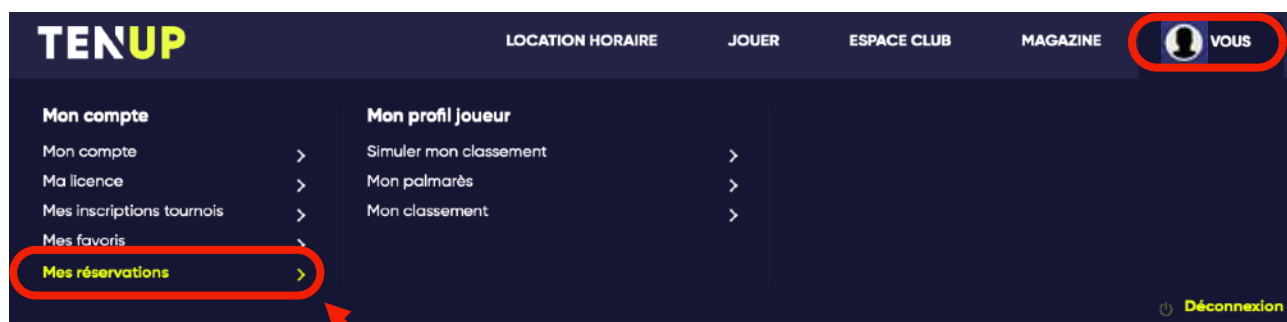 TENUP
LOCATION HORAIRE
JOUER
ESPACE CLUB
MAGAZINE
VOUS
Mon compte
Mon compte
Ma licence
Mes inscriptions tournois
Mes favoris
Mes réservations
Mon profil joueur
Simuler mon classement
Mon palmarès
Mon classement
Déconnexion